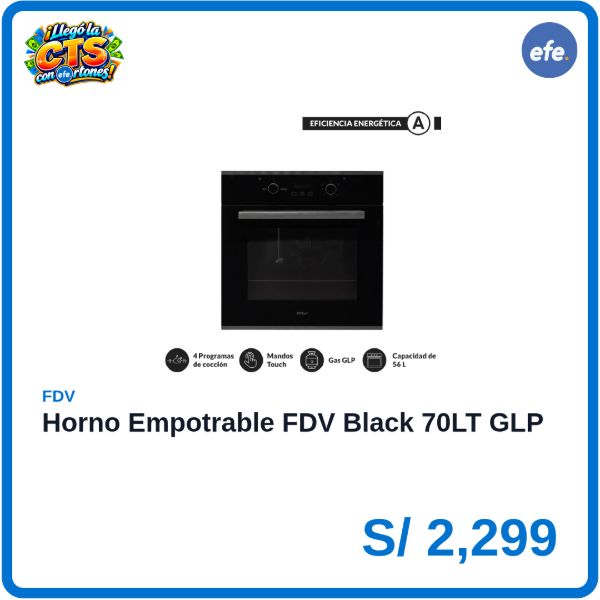 ¡Llegó la
CTS
con efe rtones!
efe.
EFICIENCIA ENERGÉTICA A
4 Programas
de cocción
Mandos
Touch
Gas GLP
Capacidad de
56 L
FDV
Horno Empotrable FDV Black 70LT GLP
S/ 2,299